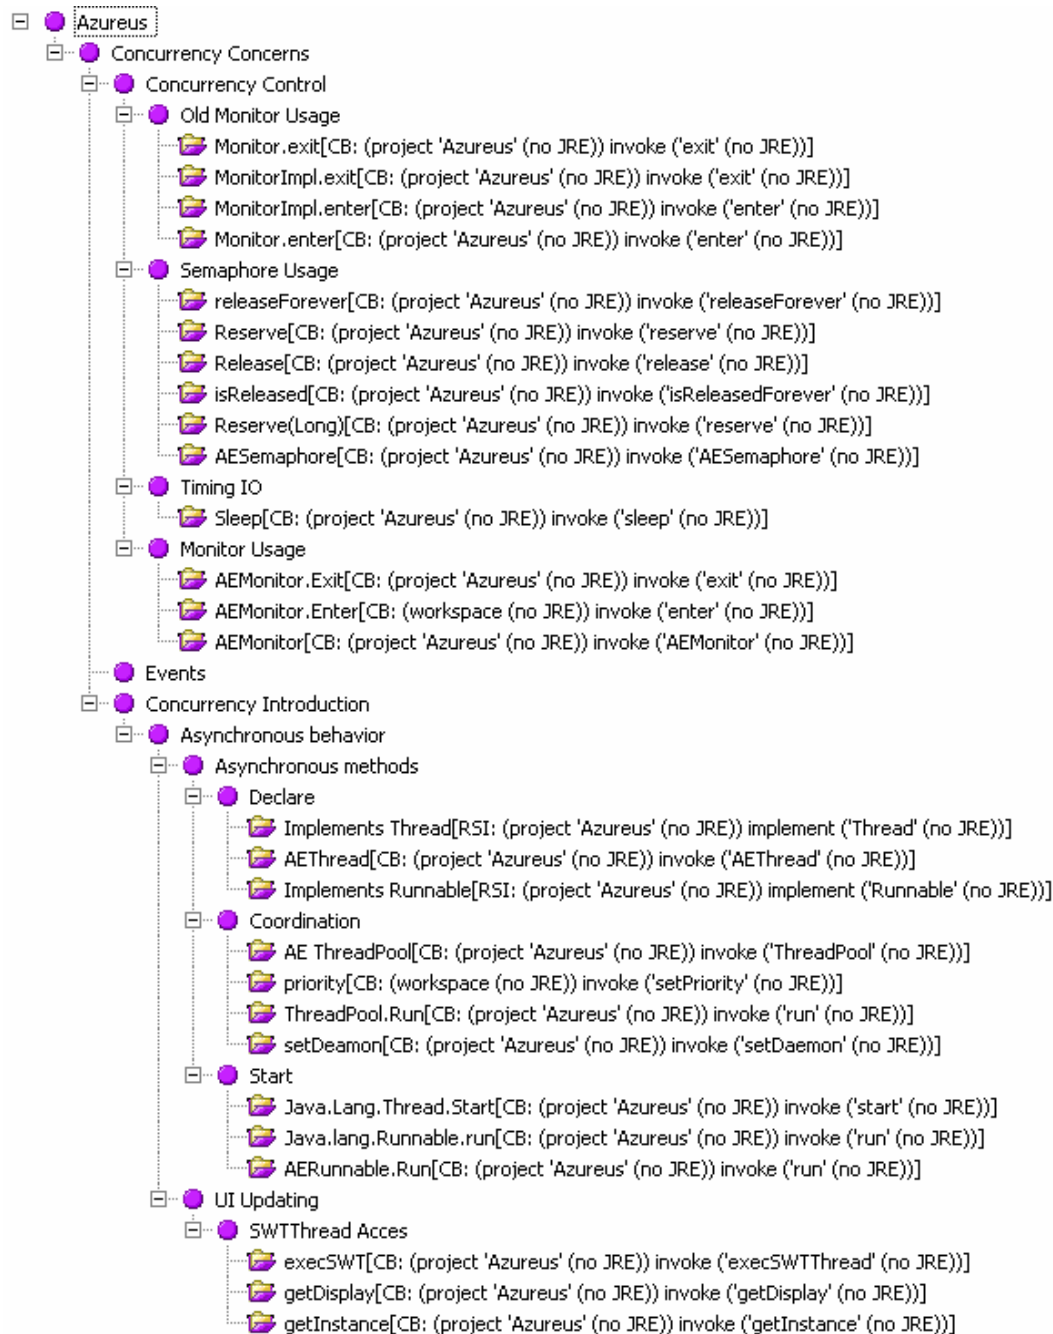 Azureus
Concurrency Concerns
Concurrency Control
Old Monitor Usage
Monitor.exit[CB: (project 'Azureus' (no JRE)) invoke ('exit' (no JRE))]
MonitorImpl.exit[CB: (project 'Azureus' (no JRE)) invoke ('exit' (no JRE))]
MonitorImpl.enter[CB: (project 'Azureus' (no JRE)) invoke ('enter' (no JRE))]
Monitor.enter[CB: (project 'Azureus' (no JRE)) invoke ('enter' (no JRE))]
Semaphore Usage
releaseForever[CB: (project 'Azureus' (no JRE)) invoke ('releaseForever' (no JRE))]
Reserve[CB: (project 'Azureus' (no JRE)) invoke ('reserve' (no JRE))]
Release[CB: (project 'Azureus' (no JRE)) invoke ('release' (no JRE))]
isReleased[CB: (project 'Azureus' (no JRE)) invoke ('isReleasedForever' (no JRE))]
Reserve(Long)[CB: (project 'Azureus' (no JRE)) invoke ('reserve' (no JRE))]
AESemaphore[CB: (project 'Azureus' (no JRE)) invoke ('AESemaphore' (no JRE))]
Timing IO
Sleep[CB: (project 'Azureus' (no JRE)) invoke ('sleep' (no JRE))]
Monitor Usage
AEMonitor.Exit[CB: (project 'Azureus' (no JRE)) invoke ('exit' (no JRE))]
AEMonitor.Enter[CB: (workspace (no JRE)) invoke ('enter' (no JRE))]
AEMonitor[CB: (project 'Azureus' (no JRE)) invoke ('AEMonitor' (no JRE))]
Events
Concurrency Introduction
Asynchronous behavior
Asynchronous methods
Declare
Implements Thread[RSI: (project 'Azureus' (no JRE)) implement ('Thread' (no JRE))]
AEThread[CB: (project 'Azureus' (no JRE)) invoke ('AEThread' (no JRE))]
Implements Runnable[RSI: (project 'Azureus' (no JRE)) implement ('Runnable' (no JRE))]
Coordination
AE ThreadPool[CB: (project 'Azureus' (no JRE)) invoke ('ThreadPool' (no JRE))]
priority[CB: (workspace (no JRE)) invoke ('setPriority' (no JRE))]
ThreadPool.Run[CB: (project 'Azureus' (no JRE)) invoke ('run' (no JRE))]
setDeamon[CB: (project 'Azureus' (no JRE)) invoke ('setDaemon' (no JRE))]
Start
Java.Lang.Thread.Start[CB: (project 'Azureus' (no JRE)) invoke ('start' (no JRE))]
Java.lang.Runnable.run[CB: (project 'Azureus' (no JRE)) invoke ('run' (no JRE))]
AERunnable.Run[CB: (project 'Azureus' (no JRE)) invoke ('run' (no JRE))]
UI Updating
SWTThread Acces
execSWT[CB: (project 'Azureus' (no JRE)) invoke ('execSWTThread' (no JRE))]
getDisplay[CB: (project 'Azureus' (no JRE)) invoke ('getDisplay' (no JRE))]
getInstance[CB: (project 'Azureus' (no JRE)) invoke ('getInstance' (no JRE))]